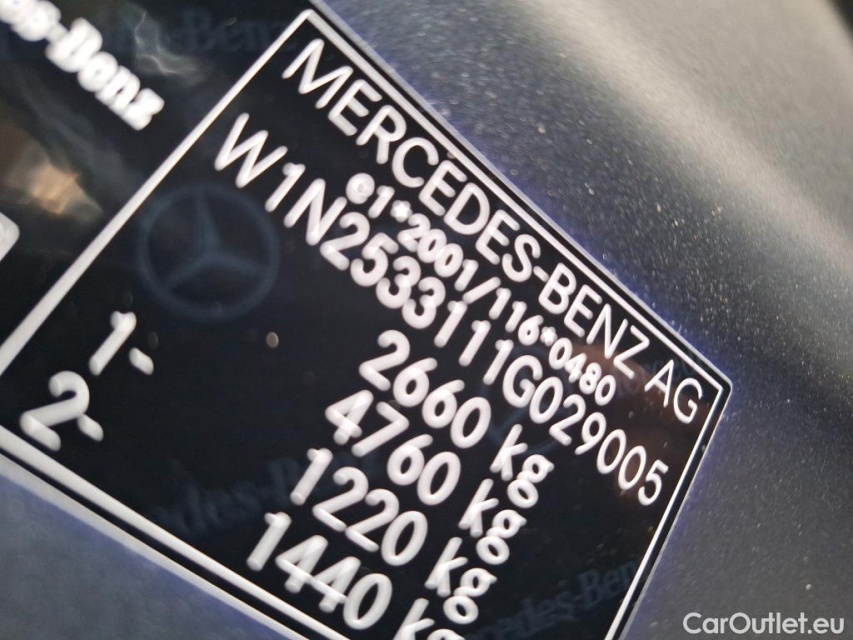 MERCEDES-BENZ AG
e1*2001/116*0480
W1N2533111G029005
2660 kg
4760 kg
1- 1220 kg
2- 1440 kg
CarOutlet.eu